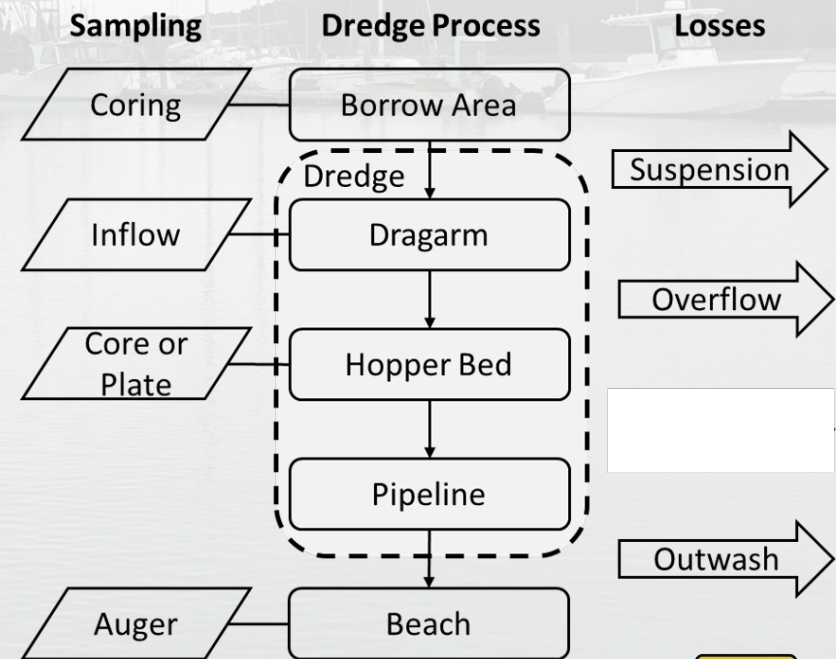 Sampling
Dredge Process
Losses
Coring
Borrow Area
Suspension
Dredge
Inflow
Dragarm
Overflow
Core or
Plate
Hopper Bed
Pipeline
Outwash
Auger
Beach